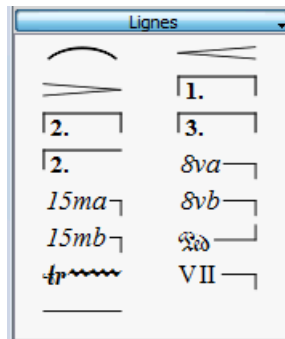 Lignes
1.
2. 3.
2. 8va
15ma 8vb
15mb Ped
tr VII